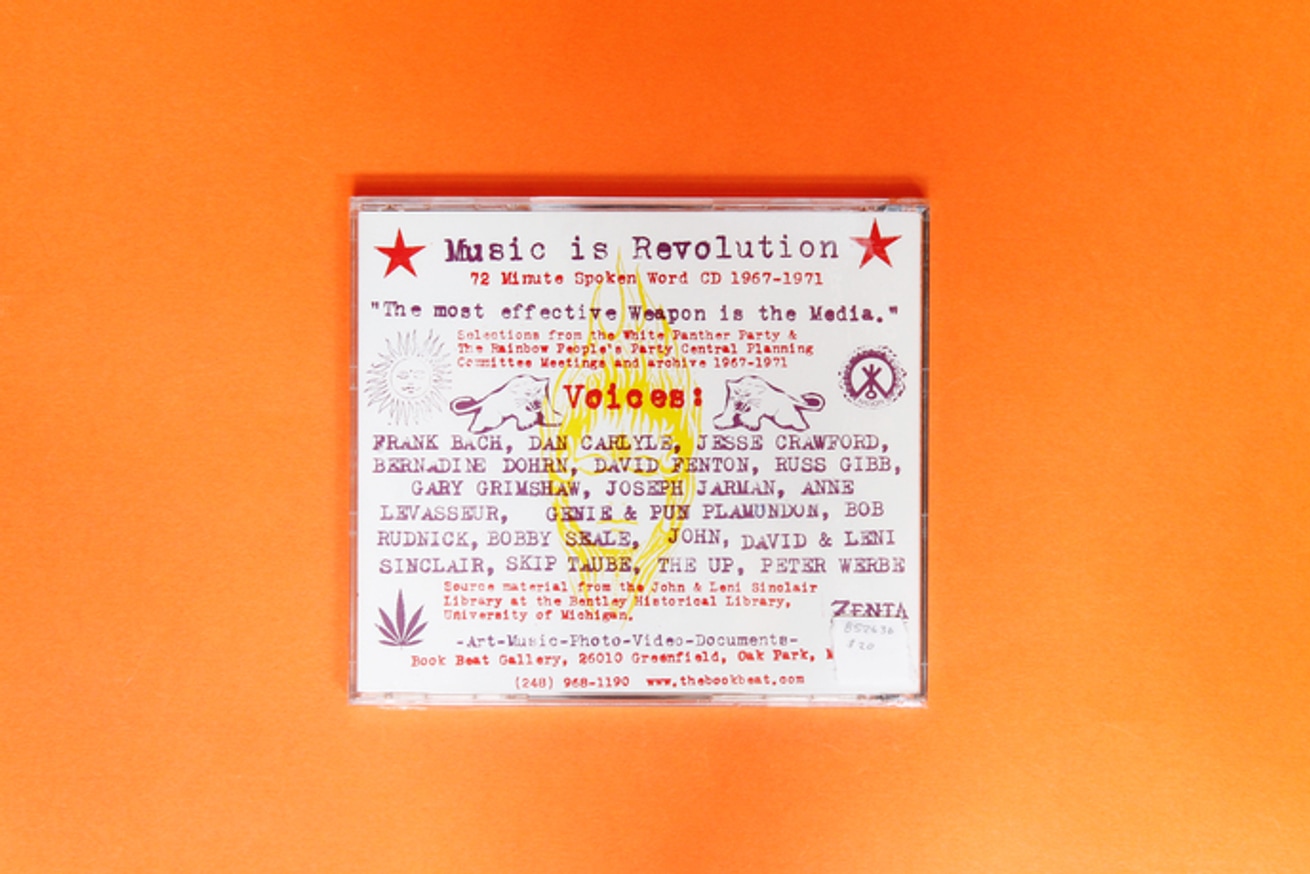 Music is Revolution
72 Minute Spoken Word CD 1967-1971
"The most effective Weapon is the Media."
Selections from the White Panther Party &
The Rainbow People's Party Central Planning
Committee Meetings and archive 1967-1971
Voices:
FRANK BACH, DAN CARLYLE, JESSE CRAWFORD,
BERNADINE DOHRN, DAVID FENTON, RUSS GIBB,
GARY GRIMSHAW, JOSEPH JARMAN, ANNE
LEVASSEUR, GENIE & PUN PLAMUNDON, BOB
RUDNICK, BOBBY SEALE, JOHN, DAVID & LENI
SINCLAIR, SKIP TAUBE, THE UP, PETER WERBE
Source material from the John & Leni Sinclair
Library at the Bentley Historical Library,
University of Michigan.
ZENTA
852636
$20
-Art-Music-Photo-Video-Documents-
Book Beat Gallery, 26010 Greenfield, Oak Park,
(248) 968-1190 www.thebookbeat.com